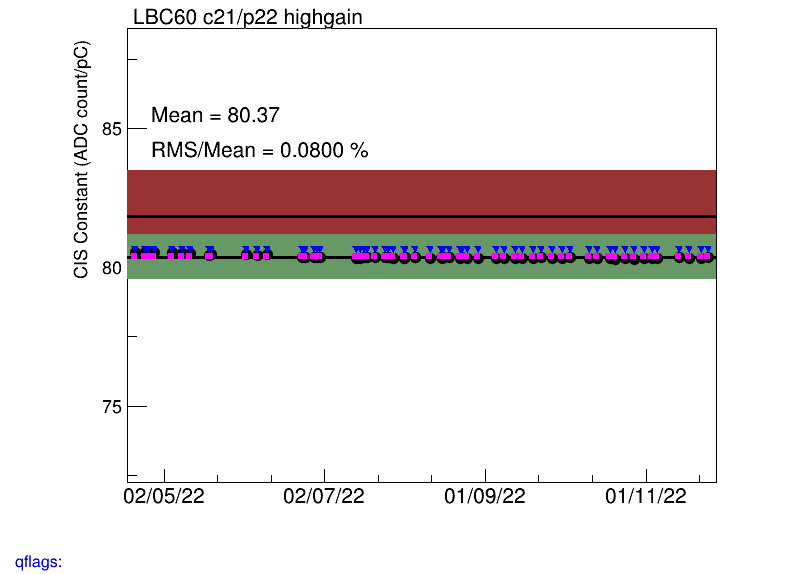 LBC60 c21/p22 highgain
CIS Constant (ADC count/pC)
Mean = 80.37
RMS/Mean = 0.0800 %
85
80
75
02/05/22 02/07/22 01/09/22 01/11/22
qflags: